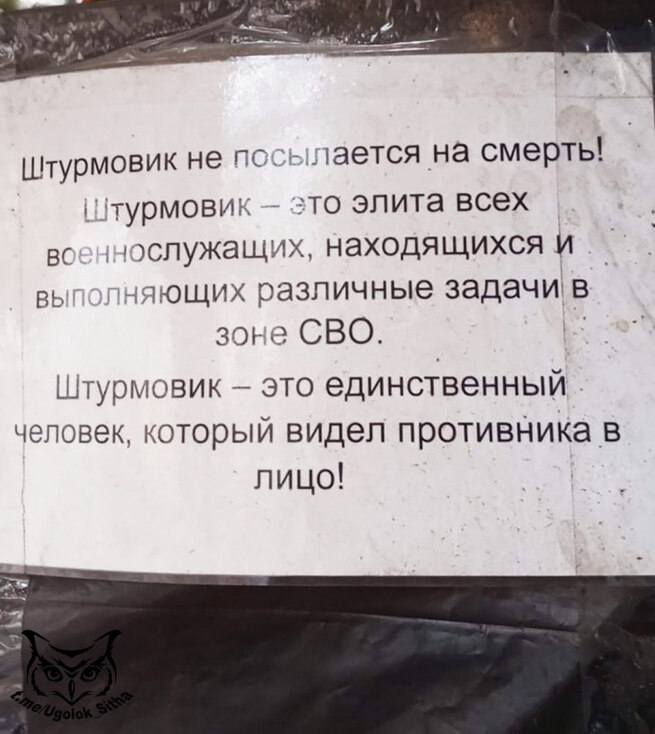 Штурмовик не посылается на смерть!
Штурмовик – это элита всех
военнослужащих, находящихся и
выполняющих различные задачи в
зоне СВО.
Штурмовик – это единственный
человек, который видел противника в
лицо!
t.me/Ugolok_Sitha